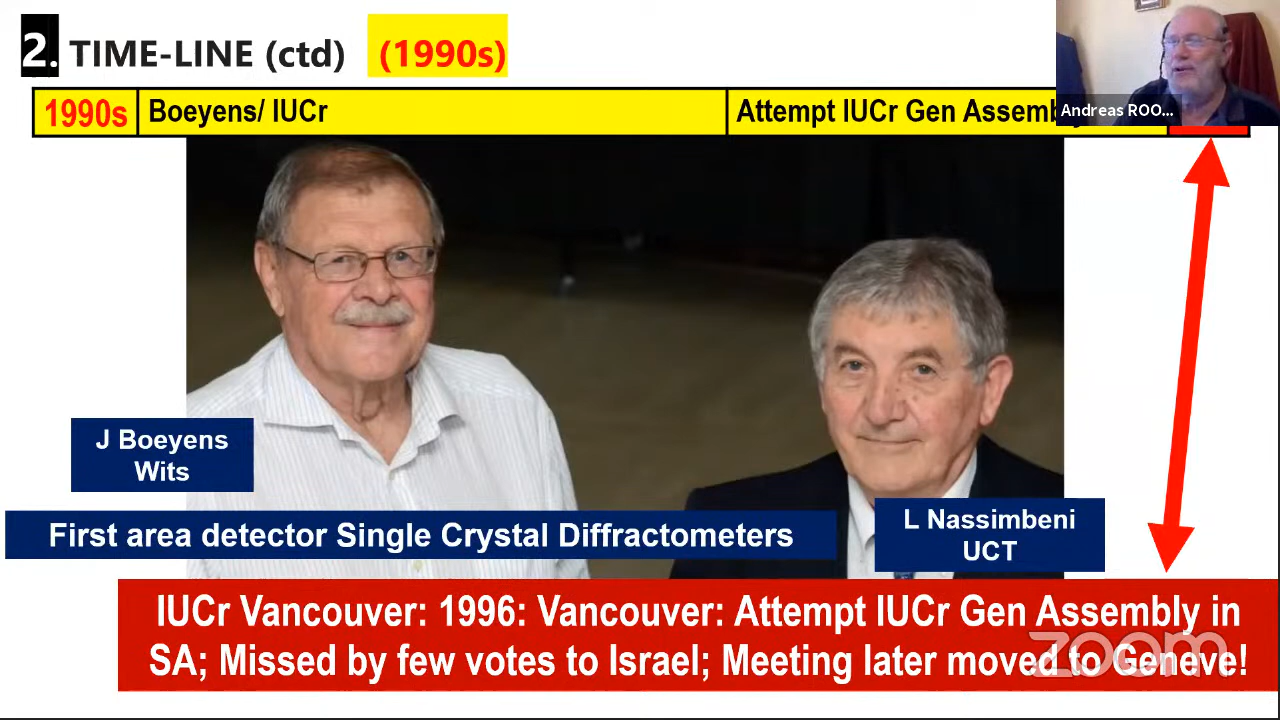 2. TIME-LINE (ctd) (1990s)
1990s Boeyens/ IUCr Attempt IUCr Gen Assembly
Andreas ROO...
J Boeyens
Wits
First area detector Single Crystal Diffractometers
L Nassimbeni
UCT
IUCr Vancouver: 1996: Vancouver: Attempt IUCr Gen Assembly in
SA; Missed by few votes to Israel; Meeting later moved to Geneve!
zoom